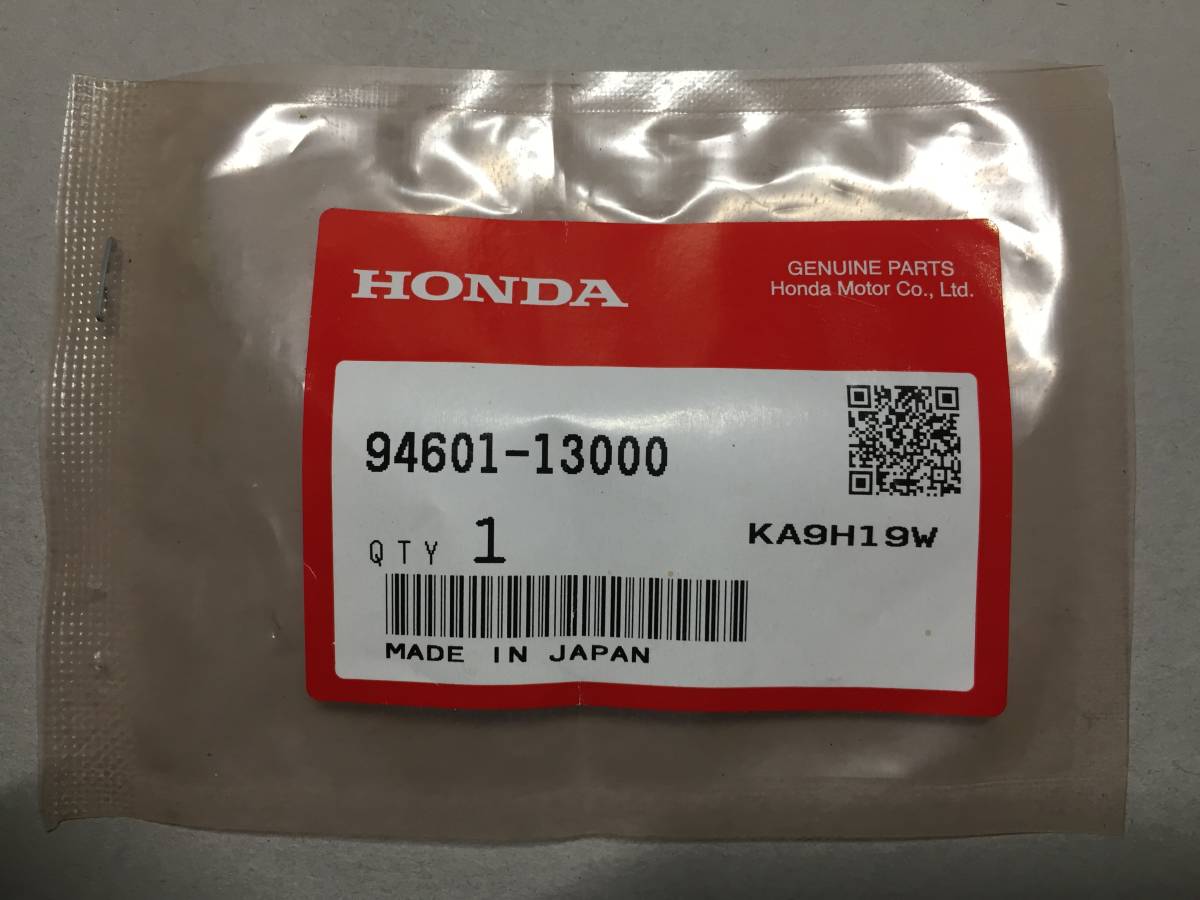 HONDA
GENUINE PARTS
Honda Motor Co., Ltd.
94601-13000
QTY 1
KA9H19W
MADE IN JAPAN